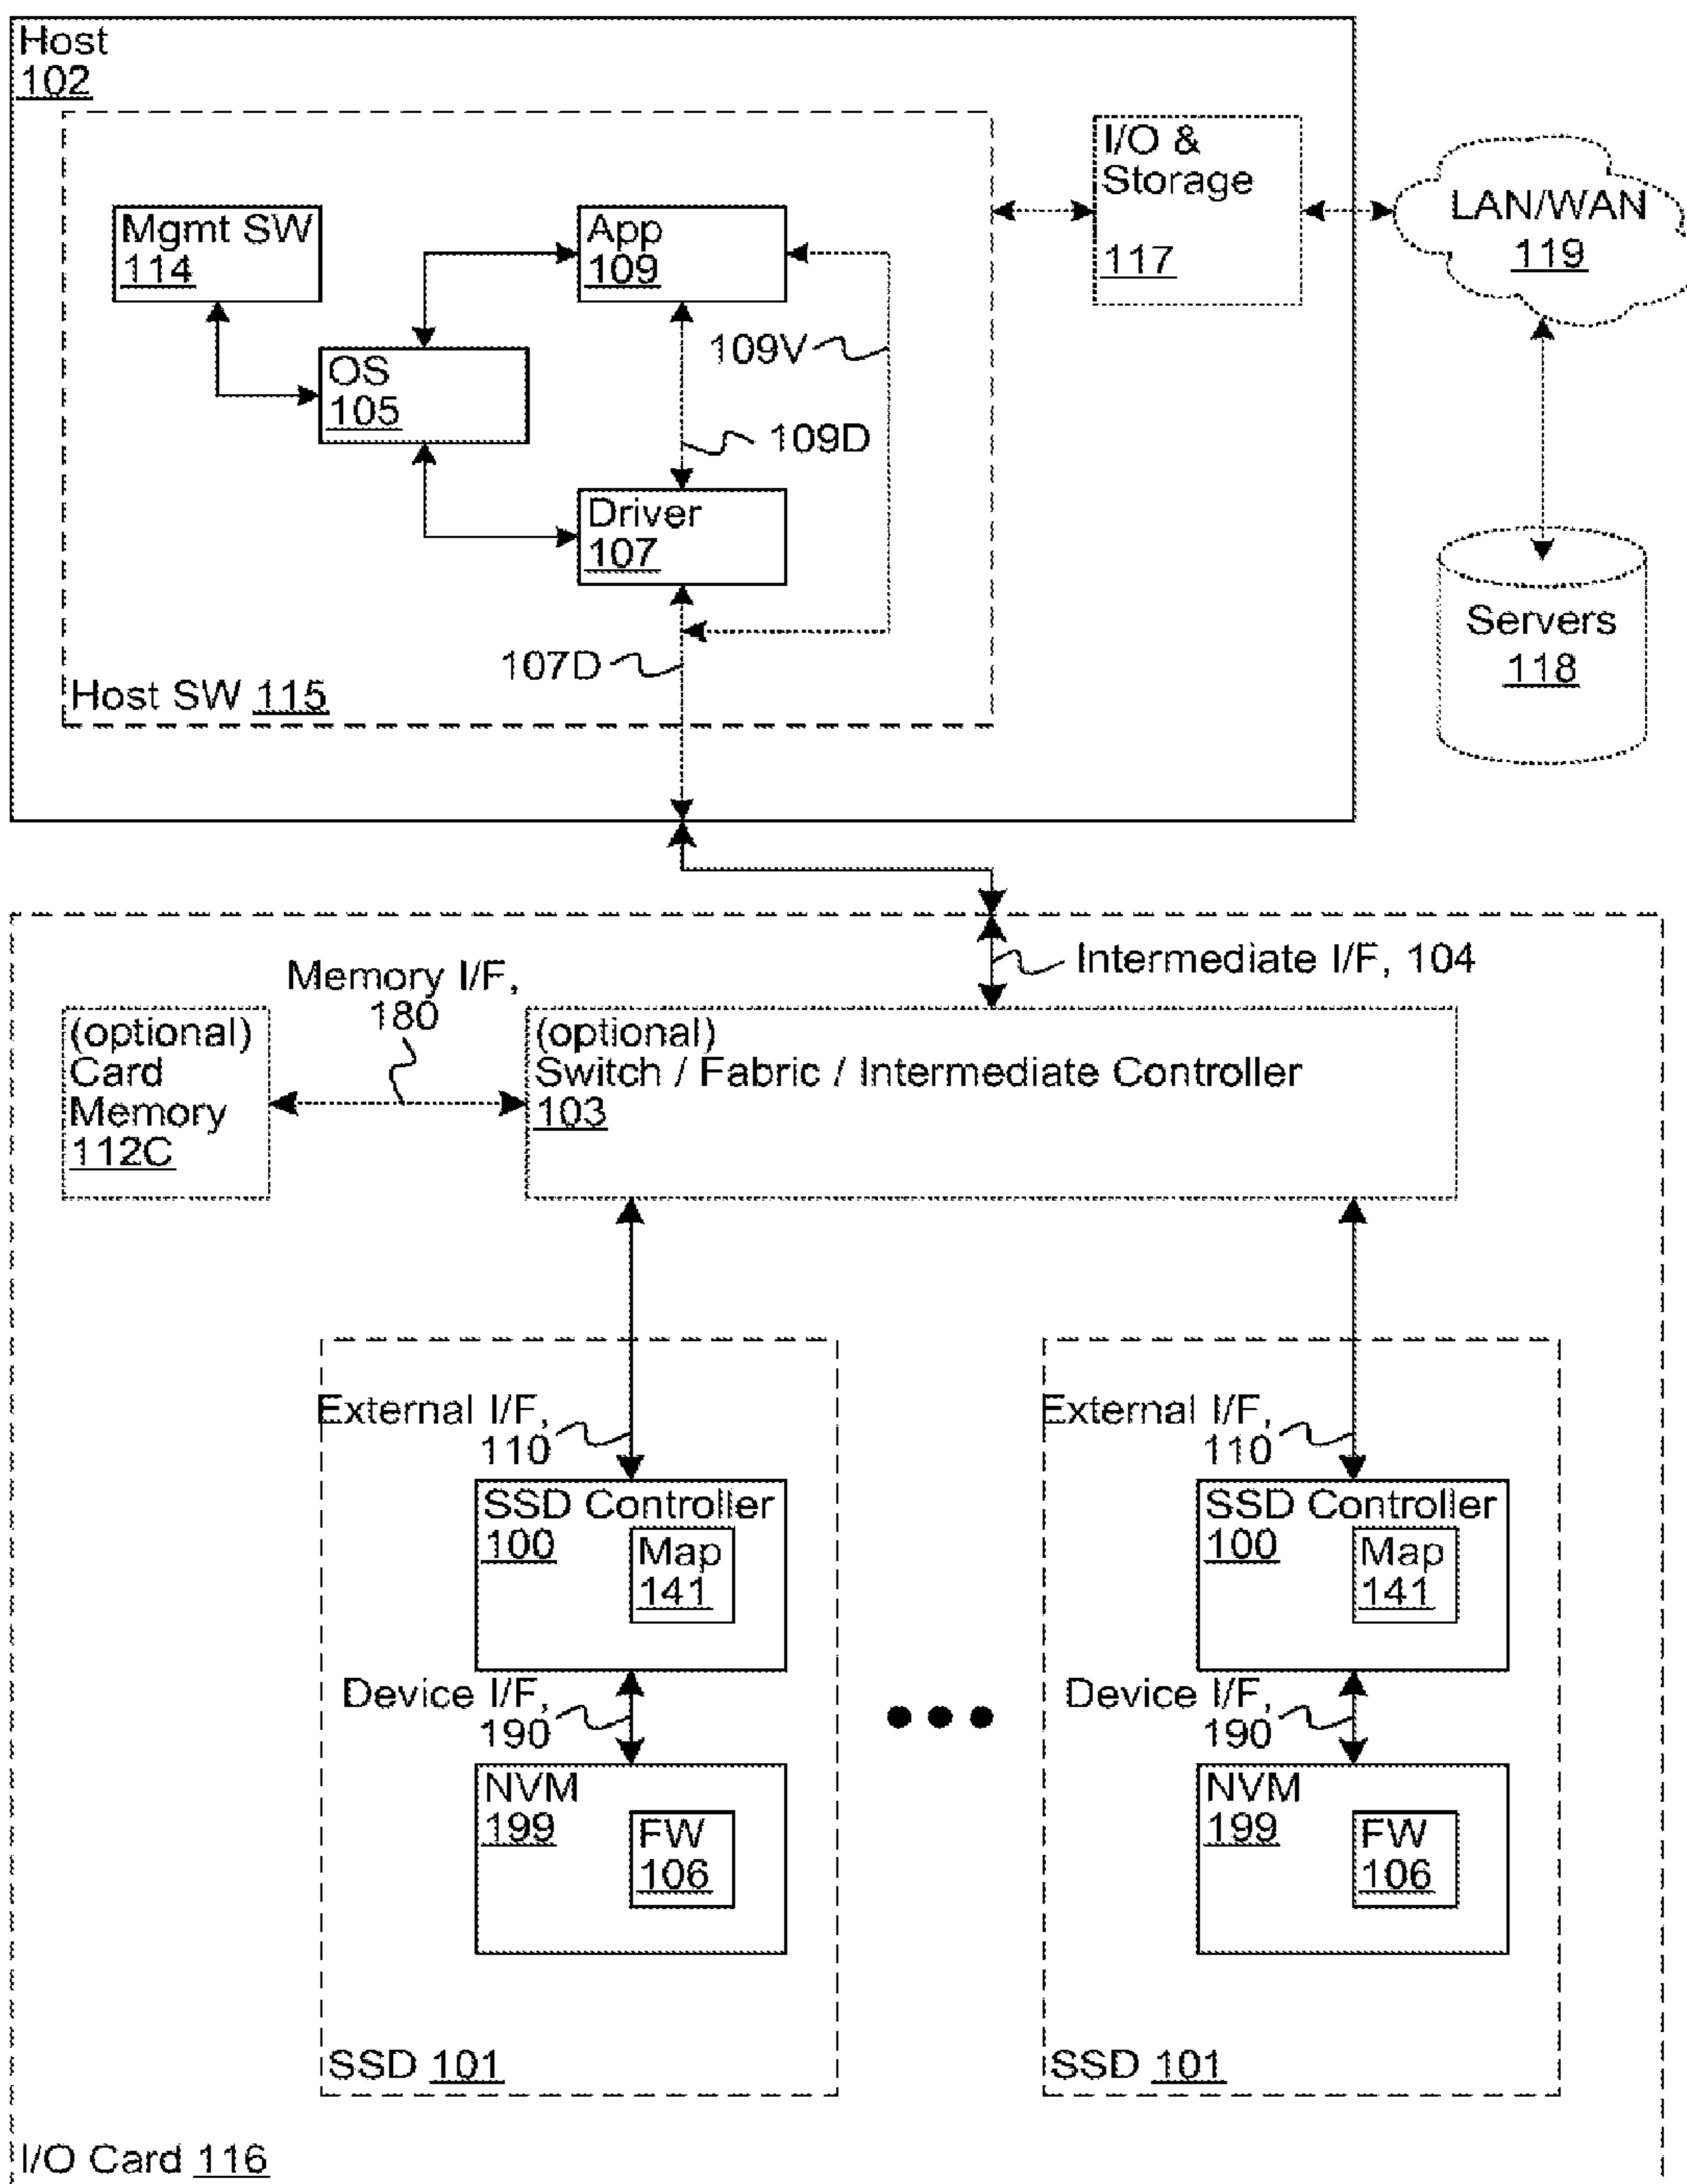 Host
102
Mgmt SW
114
App
109
I/O &
Storage
117
LAN/WAN
119
OS
105
109V
109D
Driver
107
107D
Host SW 115
Servers
118
Intermediate I/F, 104
Memory I/F,
180
(optional)
Card
Memory
112C
(optional)
Switch / Fabric / Intermediate Controller
103
External I/F,
110
SSD Controller
100
Map
141
Device I/F,
190
NVM
199
FW
106
SSD 101
External I/F,
110
SSD Controller
100
Map
141
Device I/F,
190
NVM
199
FW
106
SSD 101
I/O Card 116